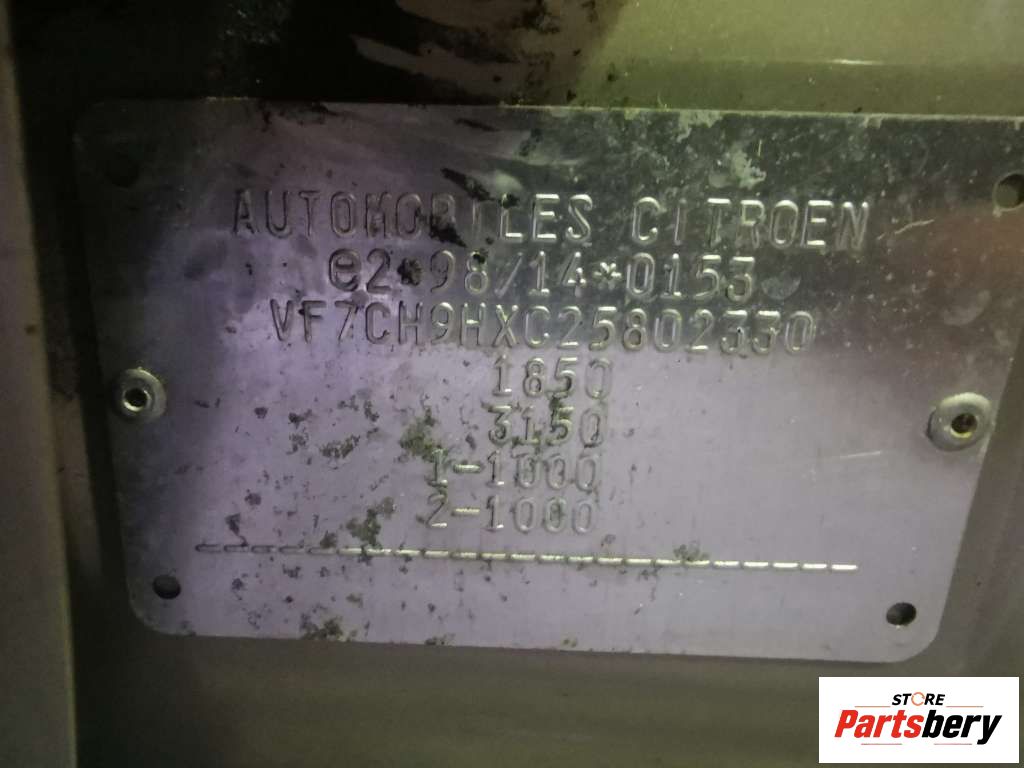 AUTOMOBILES CITROEN
e2*98/14*0153
VF7CH9HXC25802330
1850
3150
1-1000
2-1000
STORE
Partsbery